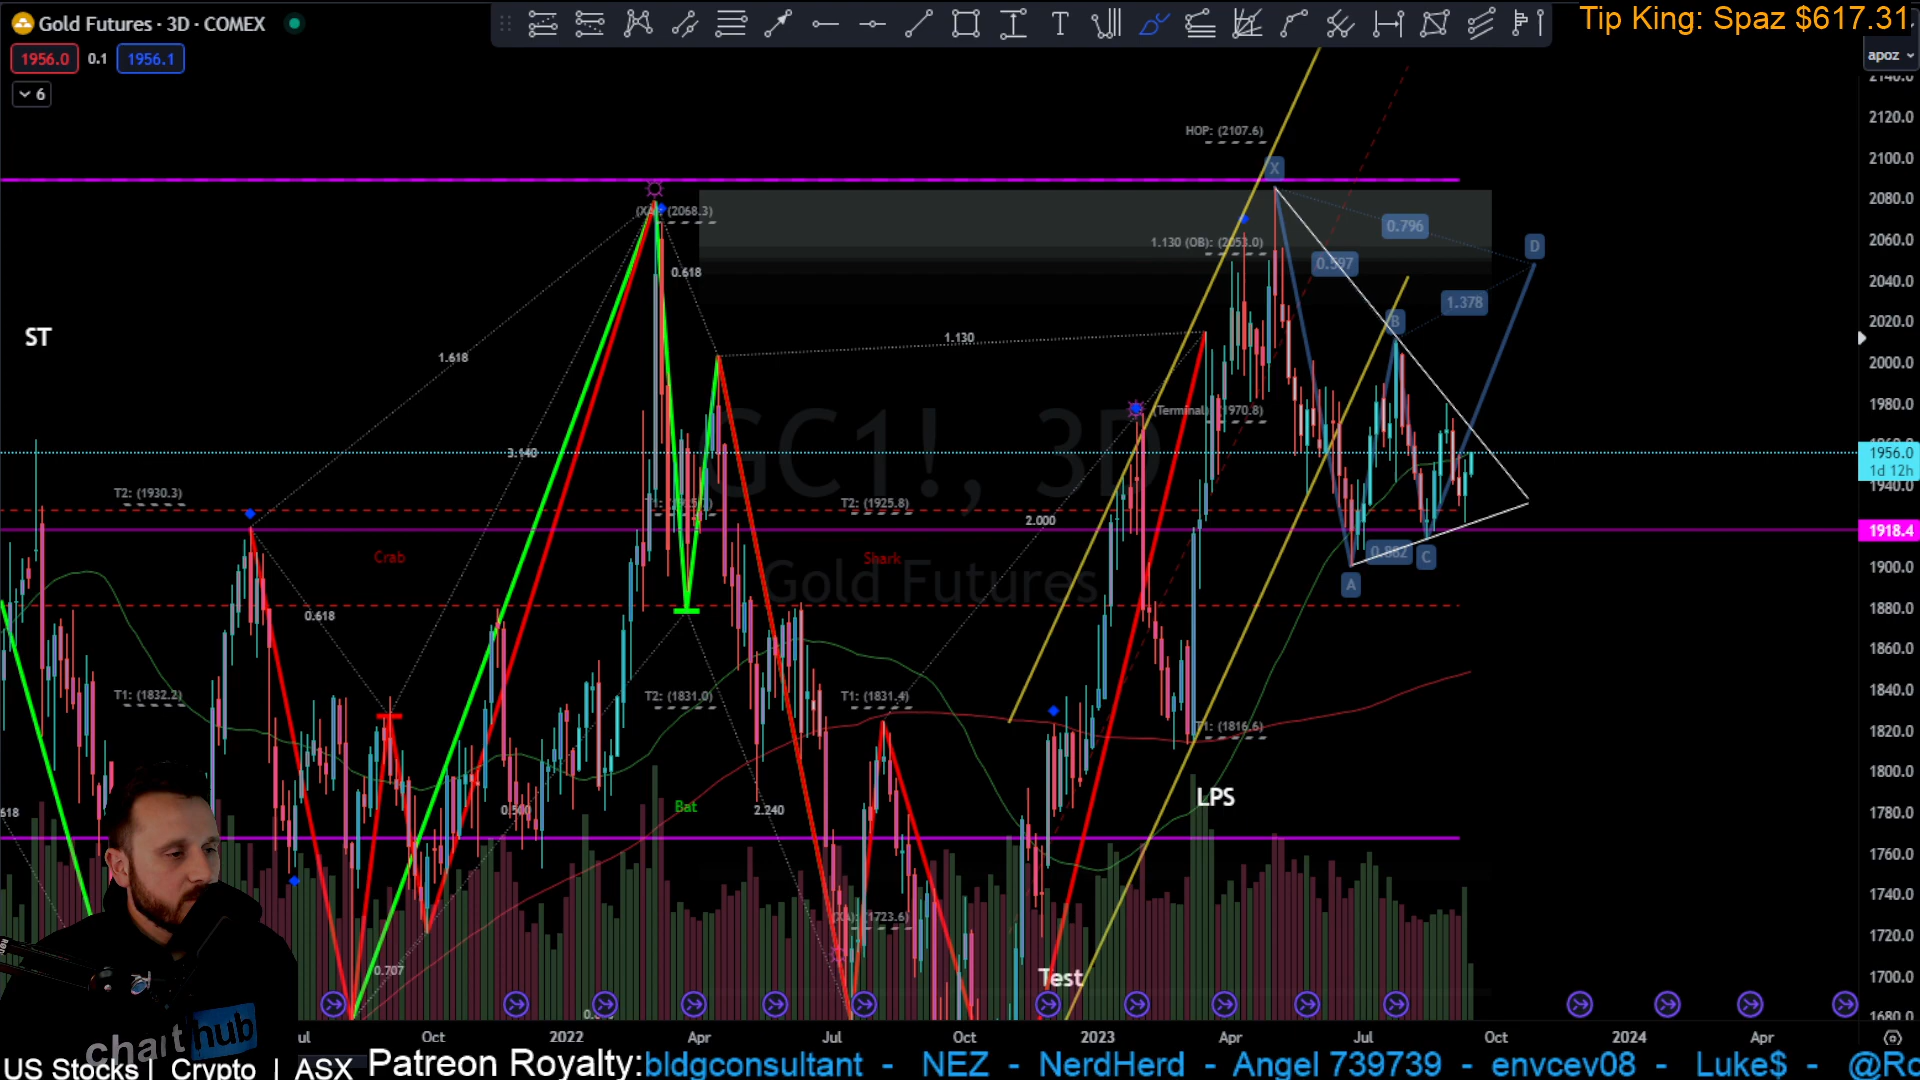 Gold Futures · 3D · COMEX
Tip King: Spaz $617.31
1956.0 0.1 1956.1
apoz
6
2140.0
2120.0
HOP: (2107.6)
2100.0
X
2080.0
(2068.3)
0.796
2060.0
1.130 (OB): (2053.0)
D
0.597
0.618
2040.0
1.378
2020.0
B
ST
1.130
1.618
2000.0
GC1!, 3D
1980.0
(Terminal) (1970.8)
3.140
1956.0
1d 12h
1940.0
T2: (1930.3)
T2: (1925.8)
2.000
1918.4
Crab
Shark
0.882
C
1900.0
Gold Futures
A
1880.0
0.618
1860.0
1840.0
T1: (1832.2)
T2: (1831.0)
T1: (1831.4)
T1: (1816.6)
1820.0
1800.0
LPS
Bat
0.500
2.240
618
1780.0
1760.0
1740.0
(1723.6)
1720.0
0.707
Test
1700.0
1680.0
ul Oct 2022 Apr Jul Oct 2023 Apr Jul Oct 2024 Apr
chart hub
US Stocks | Crypto | ASX
Patreon Royalty: bldgconsultant - NEZ - NerdHerd - Angel 739739 - envcev08 - Luke$ - @Ro